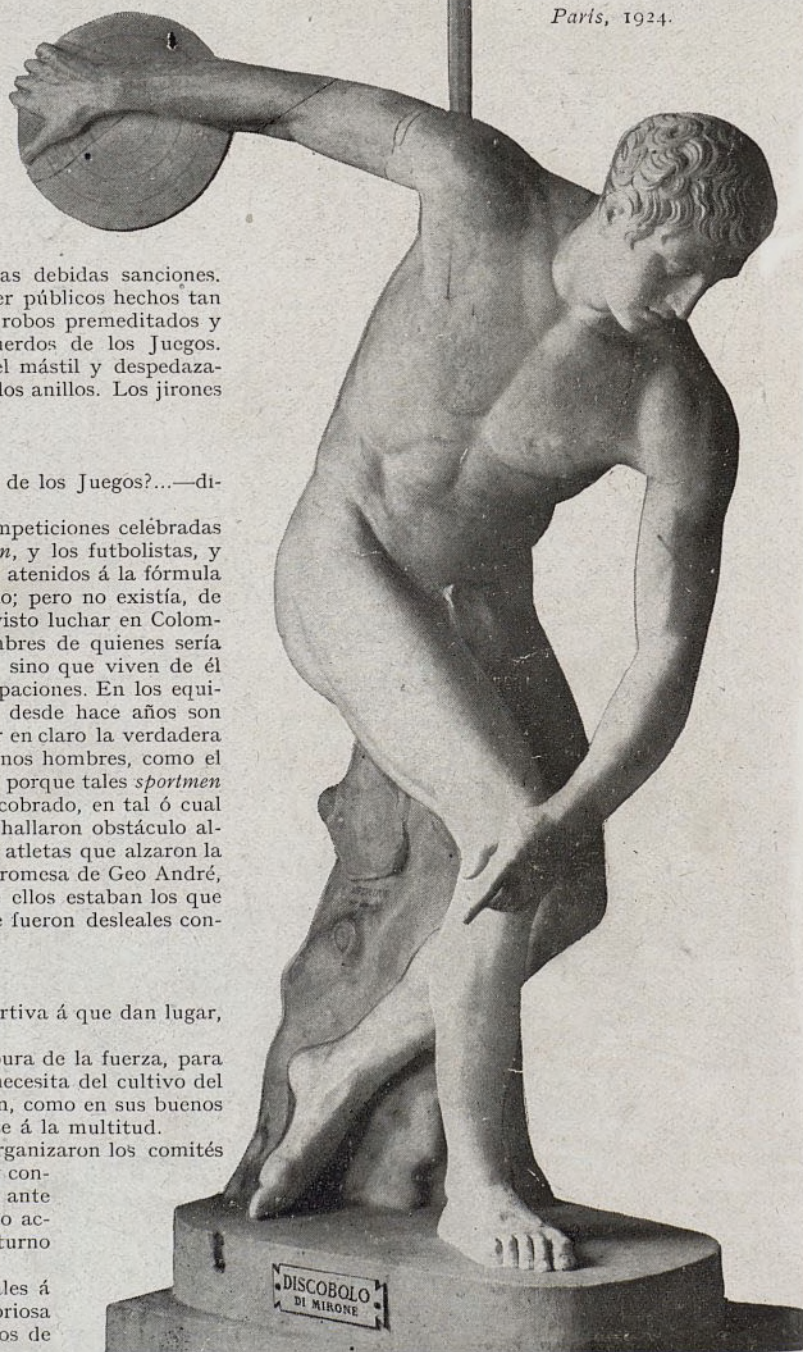 París, 1924.
as debidas sanciones.
er públicos hechos tan
robos premeditados y
uerdos de los Juegos.
el mástil y despedaza-
los anillos. Los jirones
de los Juegos?...—di-
mpeticiones celebradas
n, y los futbolistas, y
atenidos á la fórmula
o; pero no existía, de
visto luchar en Colom-
mbres de quienes sería
sino que viven de él
paciones. En los equi-
desde hace años son
r en claro la verdadera
nos hombres, como el
porque tales sportmen
cobrado, en tal ó cual
hallaron obstáculo al-
atletas que alzaron la
romesa de Geo André,
ellos estaban los que
e fueron desleales con-
rtiva á que dan lugar,
pura de la fuerza, para
necesita del cultivo del
n, como en sus buenos
e á la multitud.
rganizaron los comités
con-
ante
o ac-
turno
les á
oriosa
os de
DISCOBOLO
DI MIRONE